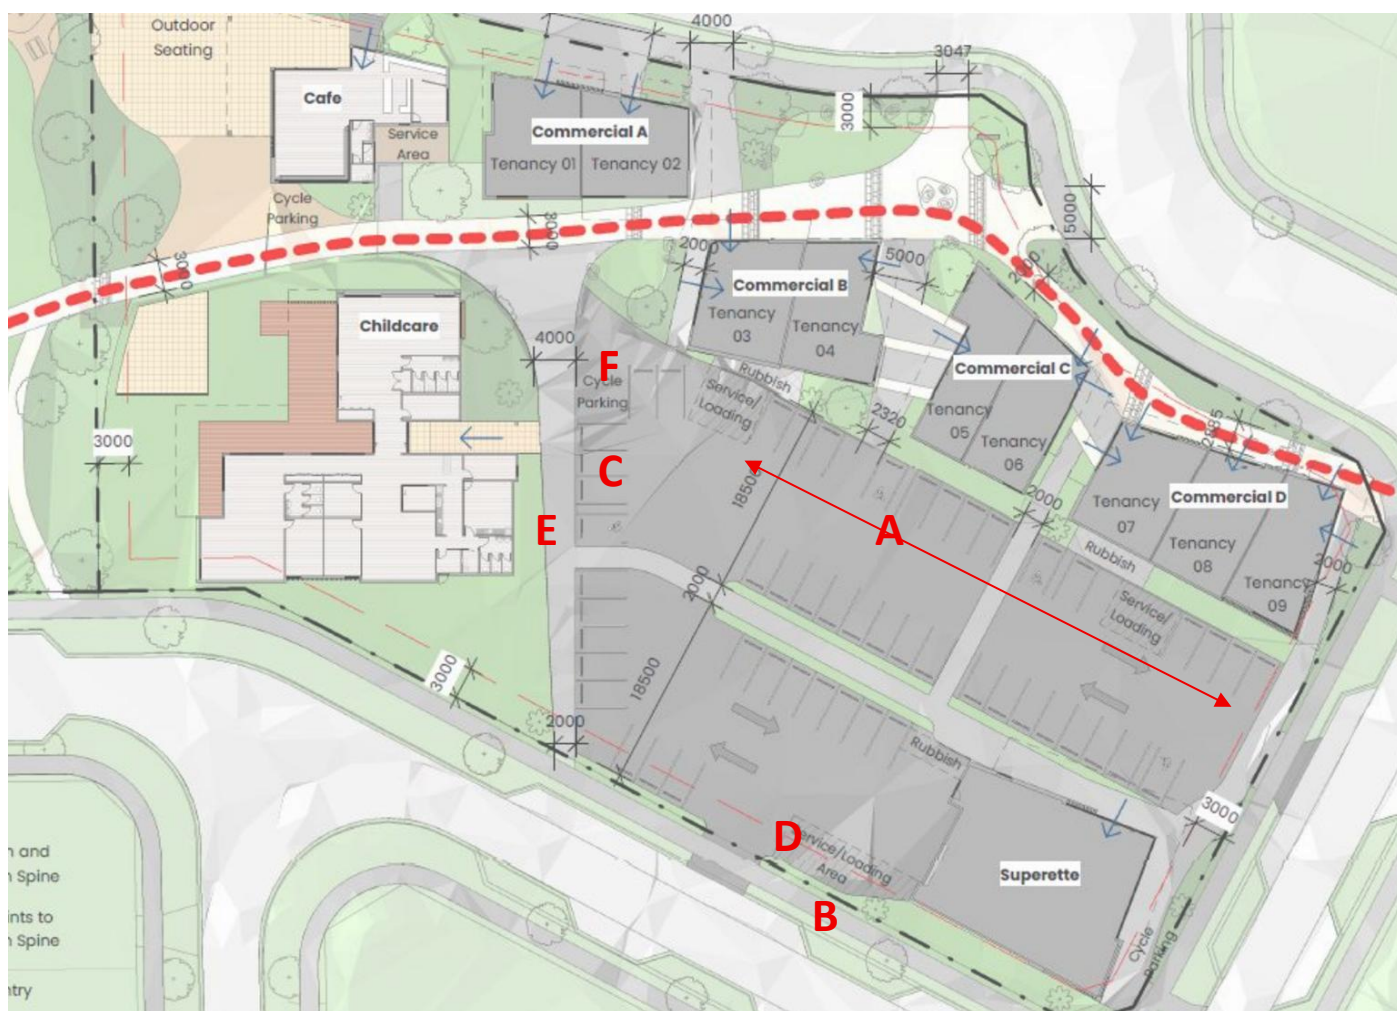 Outdoor
Seating
4000
3047
Cafe
3000
Service
Area
Commercial A
Tenancy 01
Tenancy 02
Cycle
Parking
3000
3000
5000
2000
5000
Commercial B
Tenancy
03
Tenancy
04
Childcare
4000
F
Cycle
Parking
Rubbish
Service/
Loading
Commercial C
Tenancy
05
Tenancy
06
2320
3000
C
18500
E
A
2000
Commercial D
Tenancy
07
Tenancy
08
Tenancy
09
2000
Rubbish
Service/
Loading
2000
3000
18500
2000
Rubbish
3000
D
Service/Loading
Area
Superette
B
Cycle
Parking
n and
n Spine
ints to
n Spine
ntry